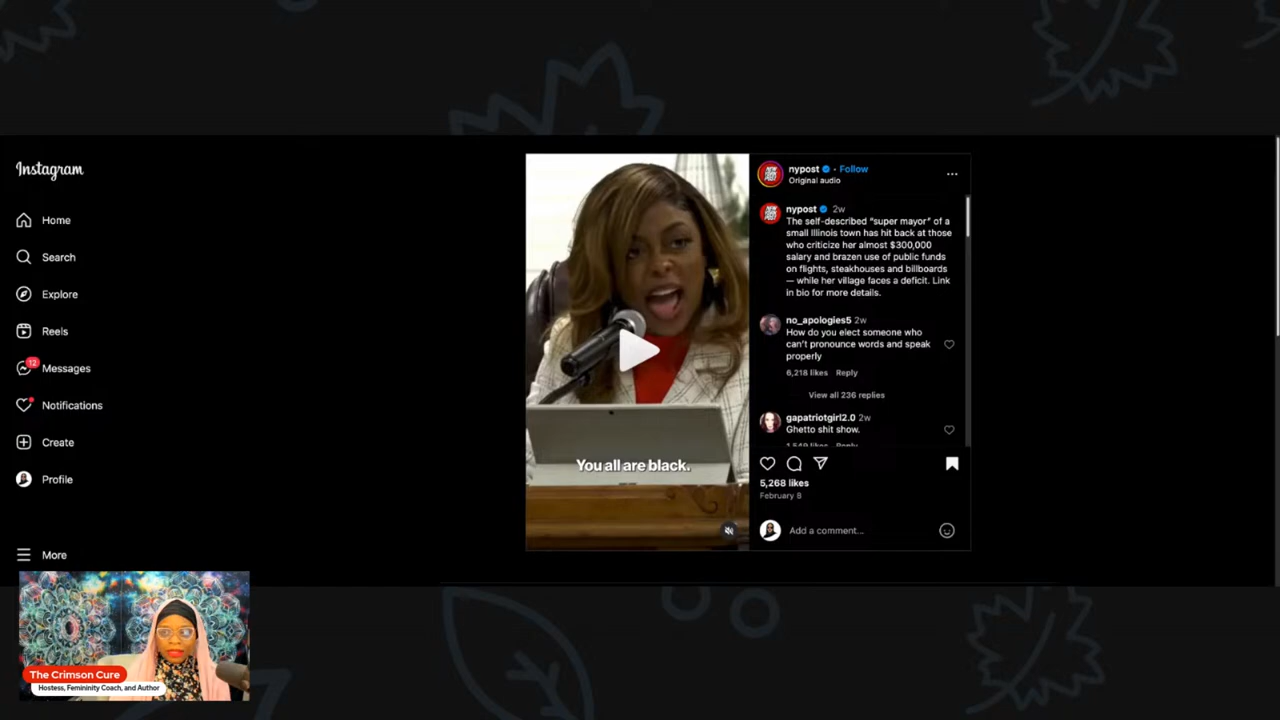 Instagram
Home
Search
Explore
Reels
12
Messages
Notifications
Create
Profile
More
You all are black.
nypost · Follow
Original audio
nypost 2w
The self-described “super mayor” of a
small Illinois town has hit back at those
who criticize her almost $300,000
salary and brazen use of public funds
on flights, steakhouses and billboards
— while her village faces a deficit. Link
in bio for more details.
no_apologies5 2w
How do you elect someone who
can't pronounce words and speak
properly
6,218 likes Reply
View all 236 replies
gapatriotgirl2.0 2w
Ghetto shit show.
5,268 likes
February 8
Add a comment...
The Crimson Cure
Hostess, Femininity Coach, and Author